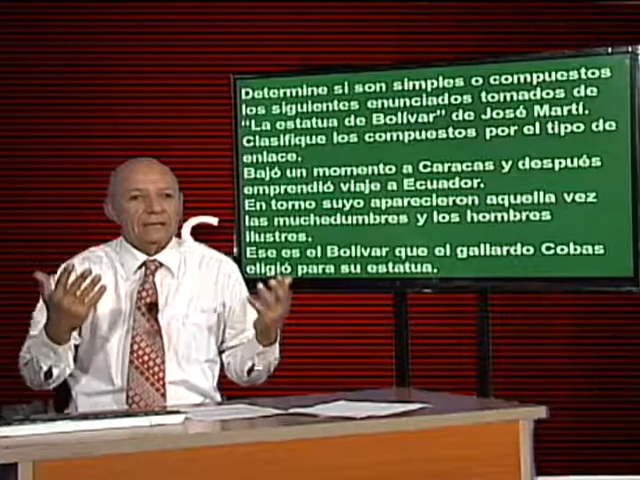 Determine si son simples o compuestos
los siguientes enunciados tomados de
"La estatua de Bolívar" de José Martí.
Clasifique los compuestos por el tipo de
enlace.
Bajó un momento a Caracas y después
emprendió viaje a Ecuador.
En torno suyo aparecieron aquella vez
las muchedumbres y los hombres
ilustres.
Ese es el Bolívar que el gallardo Cobas
eligió para su estatua.